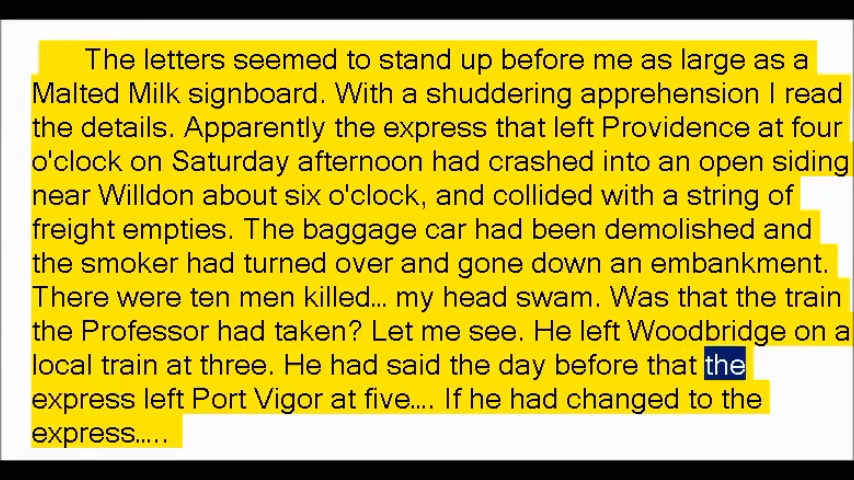 The letters seemed to stand up before me as large as a
Malted Milk signboard. With a shuddering apprehension I read
the details. Apparently the express that left Providence at four
o'clock on Saturday afternoon had crashed into an open siding
near Willdon about six o'clock, and collided with a string of
freight empties. The baggage car had been demolished and
the smoker had turned over and gone down an embankment.
There were ten men killed... my head swam. Was that the train
the Professor had taken? Let me see. He left Woodbridge on a
local train at three. He had said the day before that the
express left Port Vigor at five.... If he had changed to the
express.....